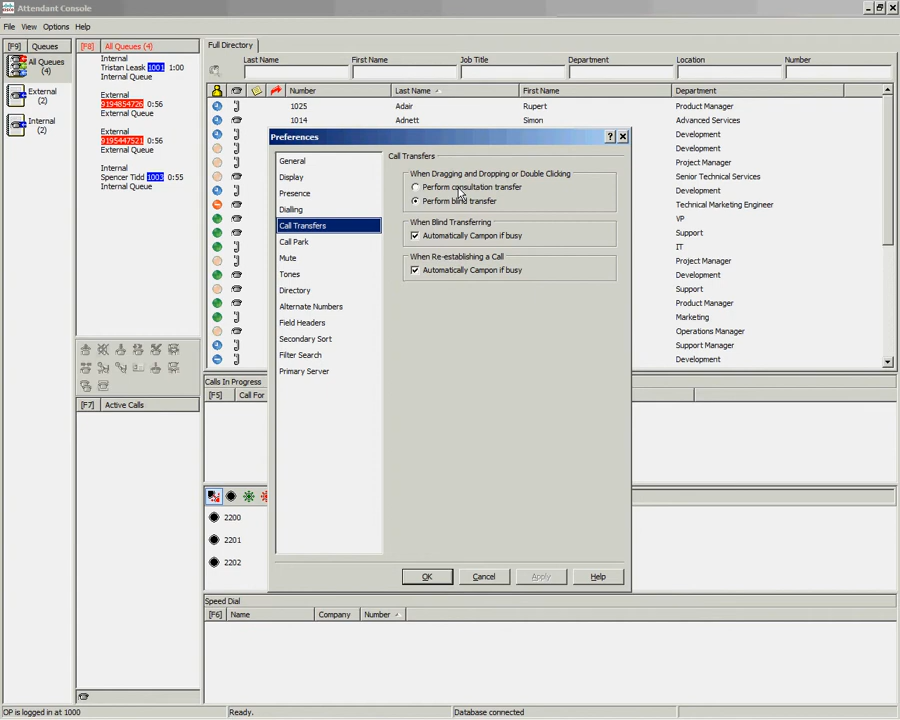 Attendant Console
File View Options Help
[F9] Queues
All Queues
(4)
External
(2)
Internal
(2)
[F8] All Queues (4)
Internal
Tristan Leask 1001 1:00
Internal Queue
External
9194854726 0:56
External Queue
External
9195447521 0:56
External Queue
Internal
Spencer Tidd 1003 0:55
Internal Queue
[F7] Active Calls
Full Directory
Last Name First Name Job Title Department Location Number
Number Last Name First Name Department
1025 Adair Rupert Product Manager
1014 Adnett Simon Advanced Services
Development
Project Manager
Development
Senior Technical Services
Development
Technical Marketing Engineer
VP
Support
IT
Project Manager
Development
Support
Product Manager
Marketing
Operations Manager
Support Manager
Development
Preferences
General
Display
Presence
Dialling
Call Transfers
Call Park
Mute
Tones
Directory
Alternate Numbers
Field Headers
Secondary Sort
Filter Search
Primary Server
Call Transfers
When Dragging and Dropping or Double Clicking
Perform consultation transfer
Perform blind transfer
When Blind Transferring
Automatically Campon if busy
When Re-establishing a Call
Automatically Campon if busy
OK Cancel Apply Help
Calls In Progress
[F5] Call For
2200
2201
2202
Speed Dial
[F6] Name Company Number
OP is logged in at 1000 Ready. Database connected